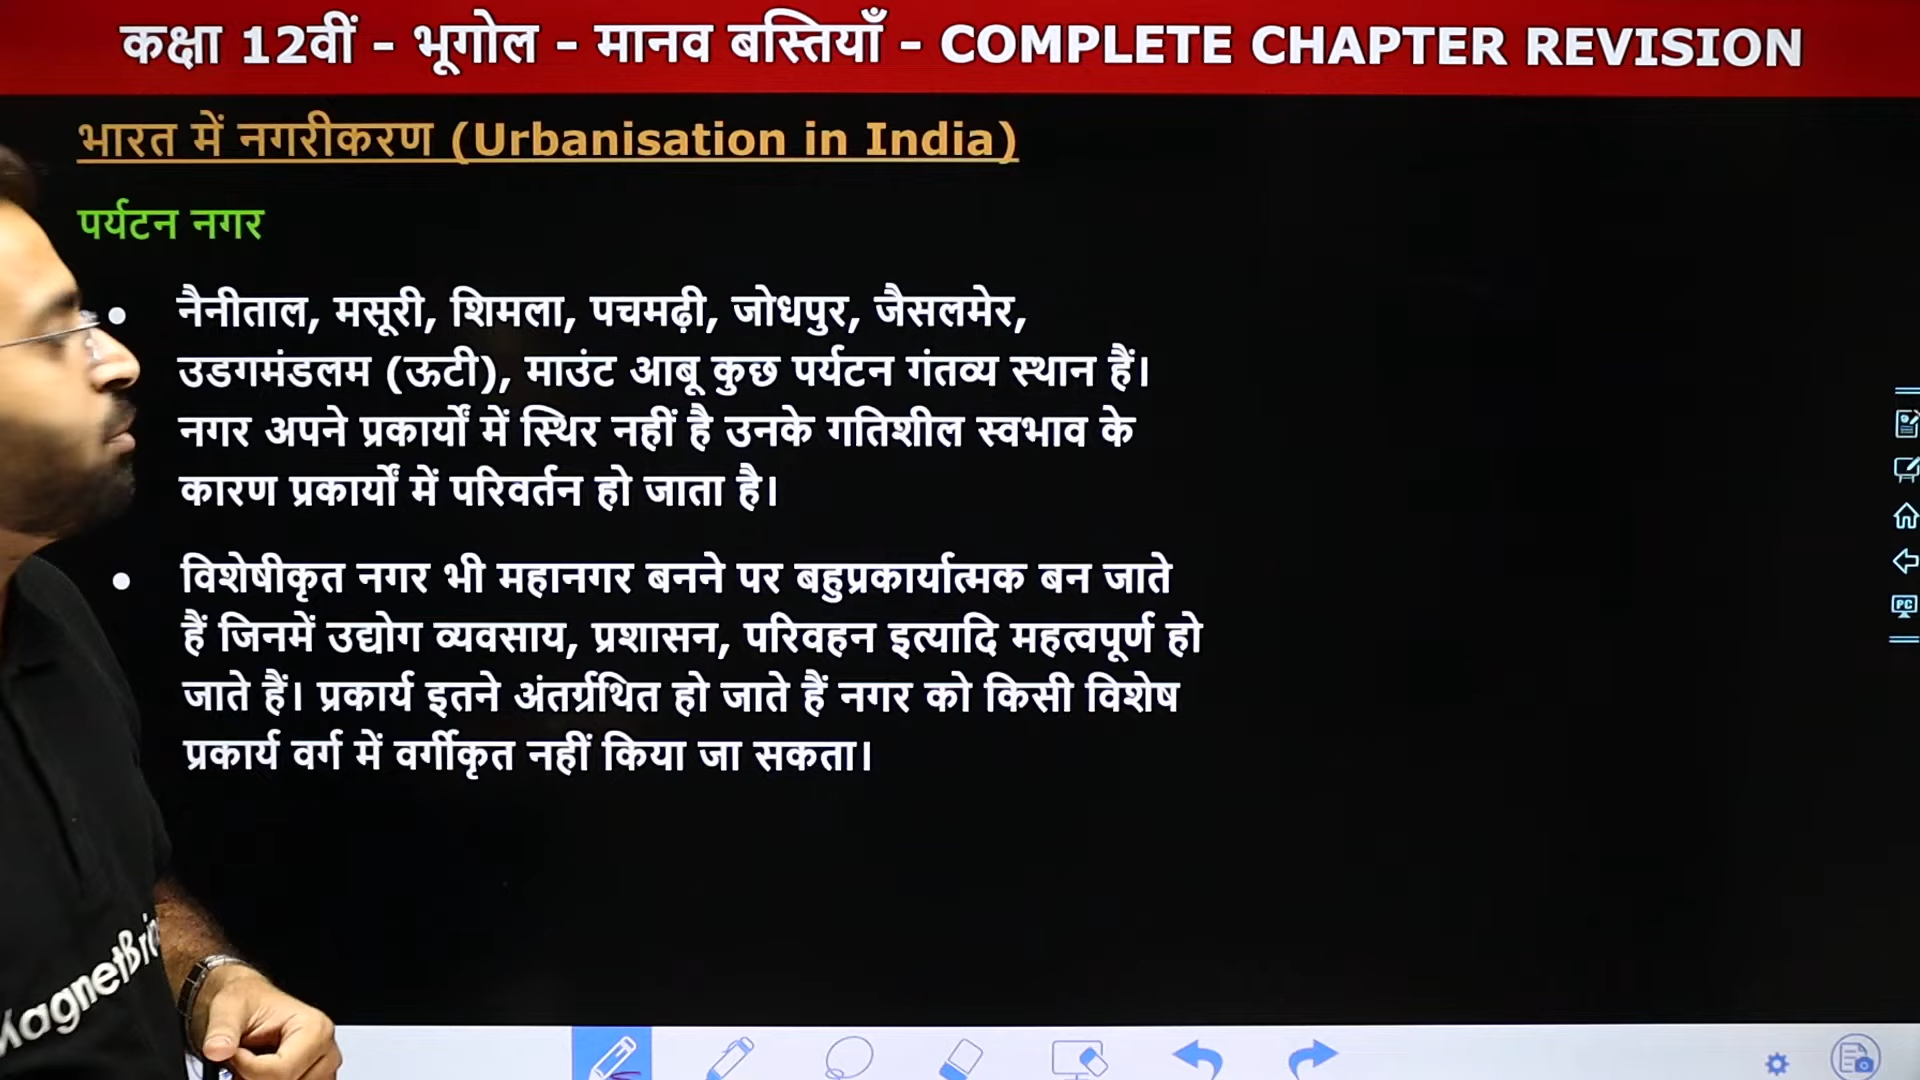 कक्षा 12वीं - भूगोल - मानव बस्तियाँ - COMPLETE CHAPTER REVISION
भारत में नगरीकरण (Urbanisation in India)
पर्यटन नगर
• नैनीताल, मसूरी, शिमला, पचमढ़ी, जोधपुर, जैसलमेर,
उडगमंडलम (ऊटी), माउंट आबू कुछ पर्यटन गंतव्य स्थान हैं।
नगर अपने प्रकार्यों में स्थिर नहीं है उनके गतिशील स्वभाव के
कारण प्रकार्यों में परिवर्तन हो जाता है।
• विशेषीकृत नगर भी महानगर बनने पर बहुप्रकार्यात्मक बन जाते
हैं जिनमें उद्योग व्यवसाय, प्रशासन, परिवहन इत्यादि महत्वपूर्ण हो
जाते हैं। प्रकार्य इतने अंतर्ग्रथित हो जाते हैं नगर को किसी विशेष
प्रकार्य वर्ग में वर्गीकृत नहीं किया जा सकता।
PC
MagnetBri